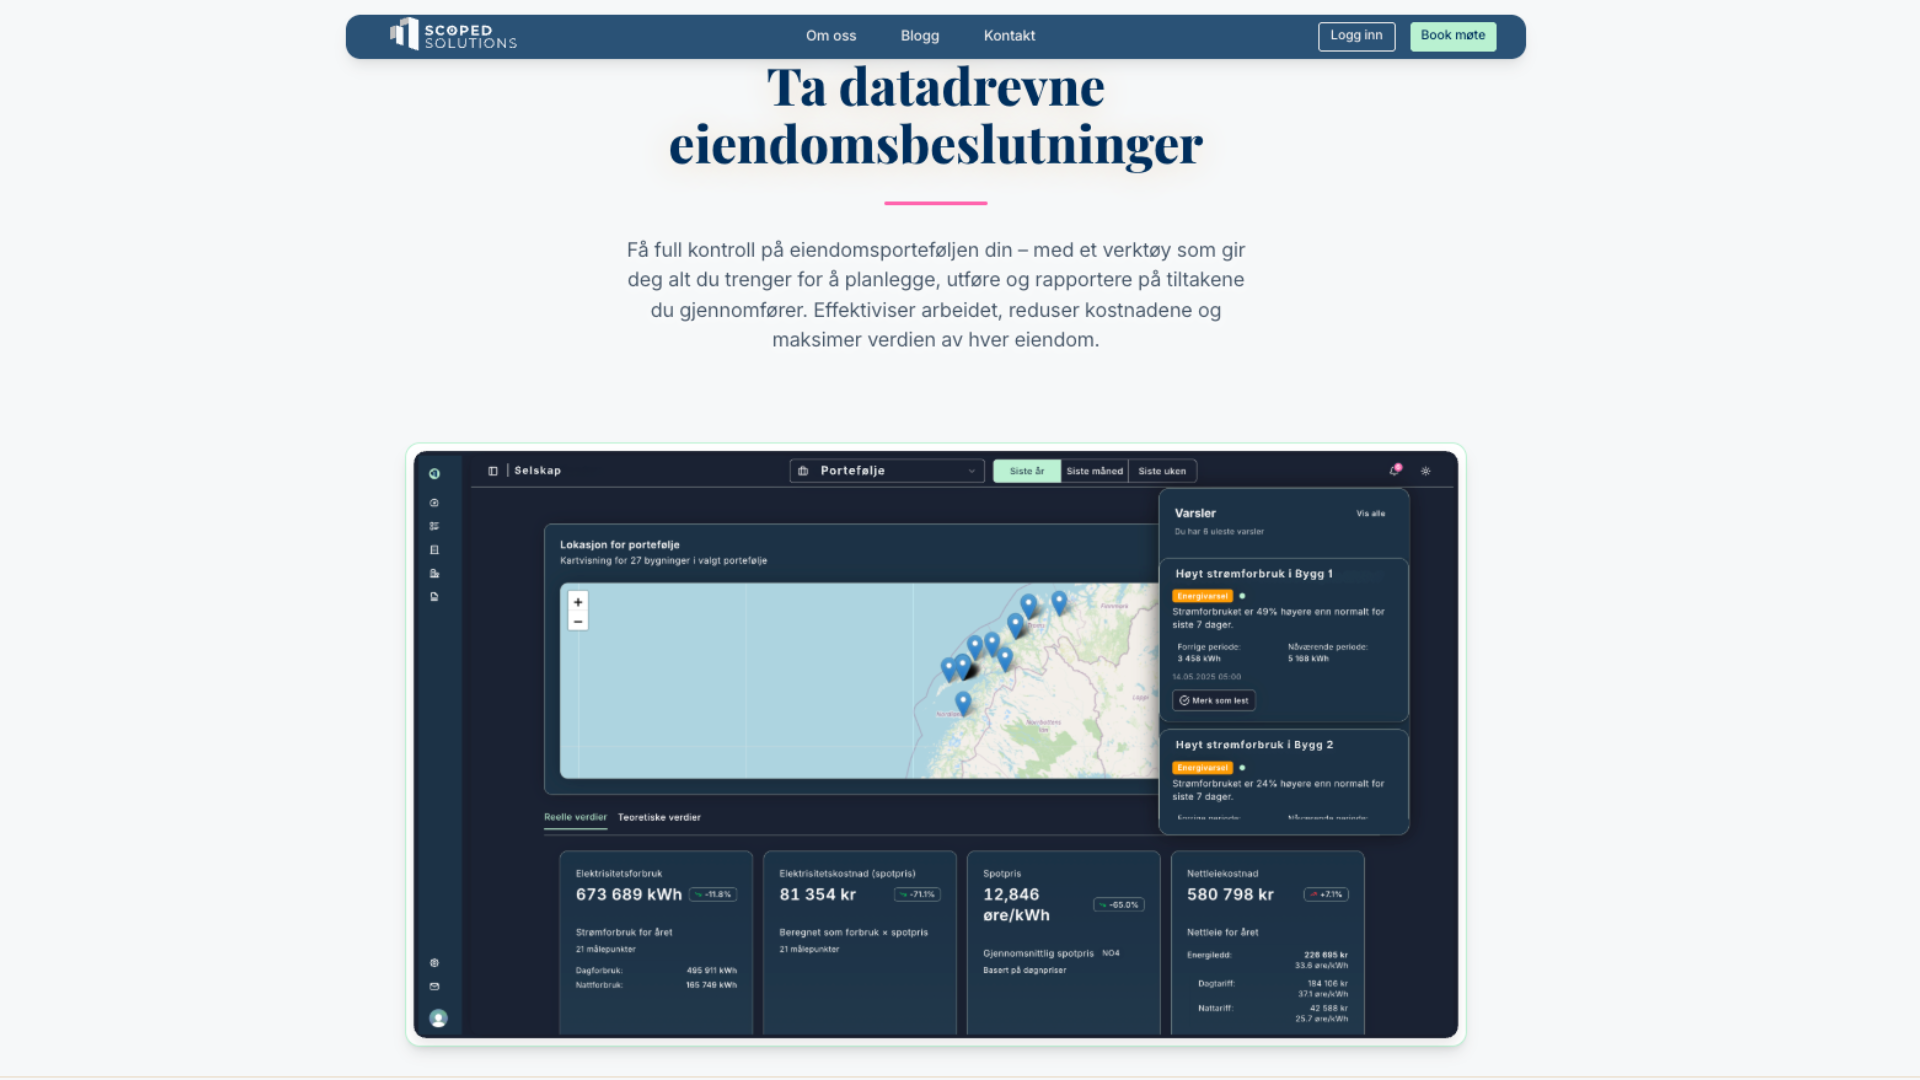 SCOPED
SOLUTIONS
Om oss
Blogg
Kontakt
Logg inn
Book møte
Ta datadrevne
eiendomsbeslutninger
Få full kontroll på eiendomsporteføljen din – med et verktøy som gir
deg alt du trenger for å planlegge, utføre og rapportere på tiltakene
du gjennomfører. Effektiviser arbeidet, reduser kostnadene og
maksimer verdien av hver eiendom.
Selskap
Portefølje
Siste år
Siste måned
Siste uken
Lokasjon for portefølje
Kartvisning for 27 bygninger i valgt portefølje
+
−
Varsler
Vis alle
Du har 6 uleste varsler
Høyt strømforbruk i Bygg 1
Energivarsel
Strømforbruket er 49% høyere enn normalt for
siste 7 dager.
Forrige periode:
Nåværende periode:
3 458 kWh
5 168 kWh
14.05.2025 05:00
Merk som lest
Høyt strømforbruk i Bygg 2
Energivarsel
Strømforbruket er 24% høyere enn normalt for
siste 7 dager.
Forrige periode:
Nåværende periode:
Reelle verdier
Teoretiske verdier
Elektrisitetsforbruk
673 689 kWh
-11.8%
Strømforbruk for året
21 målepunkter
Dagforbruk:
495 911 kWh
Nattforbruk:
165 749 kWh
Elektrisitetskostnad (spotpris)
81 354 kr
-71.1%
Beregnet som forbruk × spotpris
21 målepunkter
Spotpris
12,846
øre/kWh
-65.0%
Gjennomsnittlig spotpris NO4
Basert på døgnpriser
Nettleiekostnad
580 798 kr
+7.1%
Nettleie for året
Energiledd:
226 695 kr
33.6 øre/kWh
Dagtariff:
184 106 kr
37.1 øre/kWh
Nattariff:
42 588 kr
25.7 øre/kWh